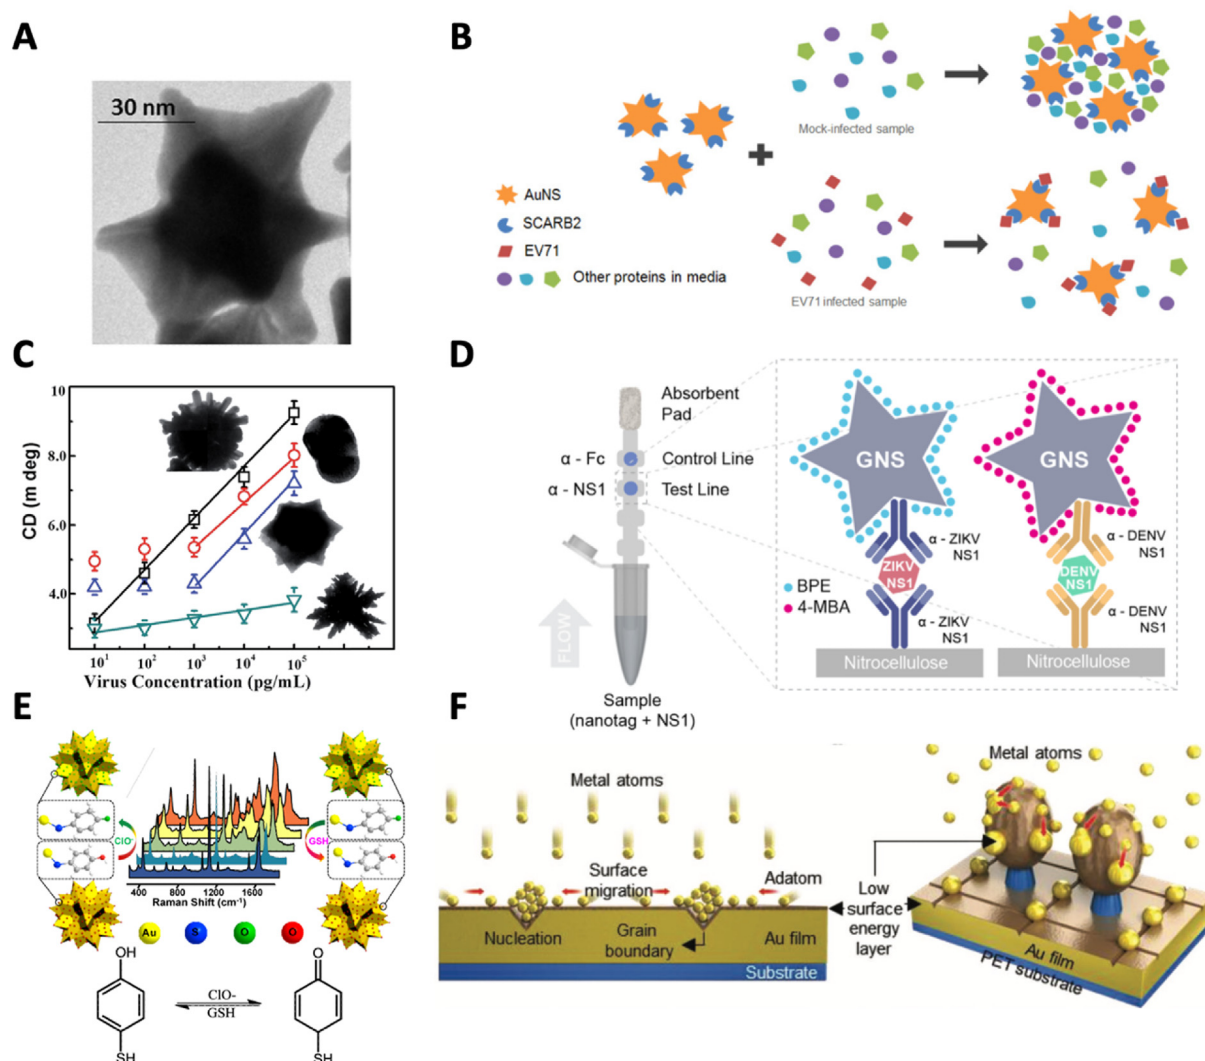 A
30 nm
B
Mock-infected sample
AuNS
SCARB2
EV71
Other proteins in media
EV71 infected sample
C
10
8.0
6.0
4.0
CD (m deg)
10¹ 10² 10³ 10⁴ 10⁵
Virus Concentration (pg/mL)
D
Absorbent
Pad
α - Fc
Control Line
α - NS1
Test Line
FLOW
Sample
(nanotag + NS1)
GNS
GNS
α - ZIKV
NS1
ZIKV
NS1
α - ZIKV
NS1
α - DENV
NS1
DENV
NS1
α - DENV
NS1
BPE
4-MBA
Nitrocellulose
Nitrocellulose
E
ClO-
GSH
400 800 1200 1600
Raman Shift (cm⁻¹)
Au S O O
OH
O
ClO-
GSH
SH
SH
F
Metal atoms
Surface
migration
Adatom
Nucleation
Grain
boundary
Au film
Substrate
Metal atoms
Low
surface
energy
layer
Au film
PET substrate